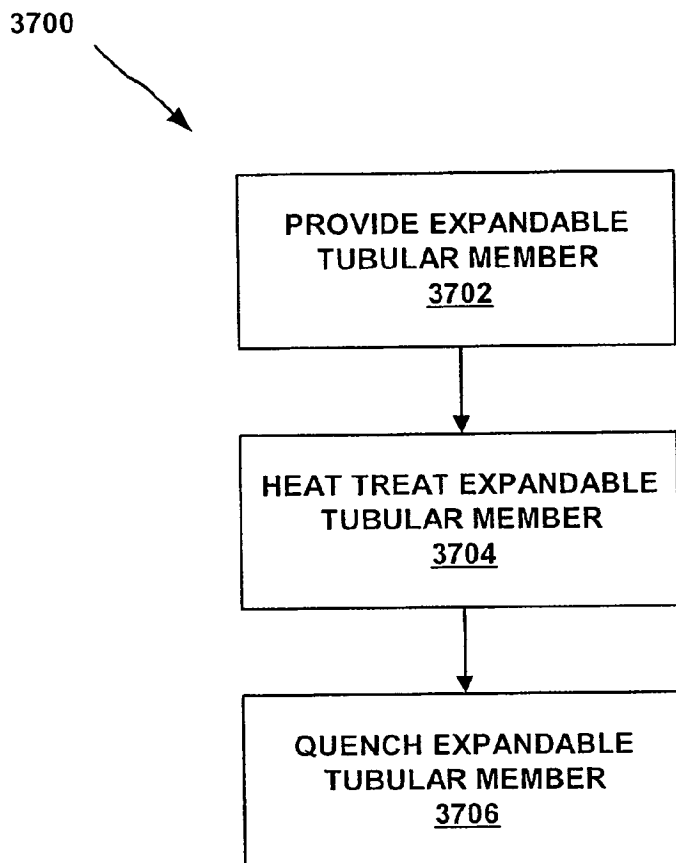 3700
PROVIDE EXPANDABLE
TUBULAR MEMBER
3702
HEAT TREAT EXPANDABLE
TUBULAR MEMBER
3704
QUENCH EXPANDABLE
TUBULAR MEMBER
3706